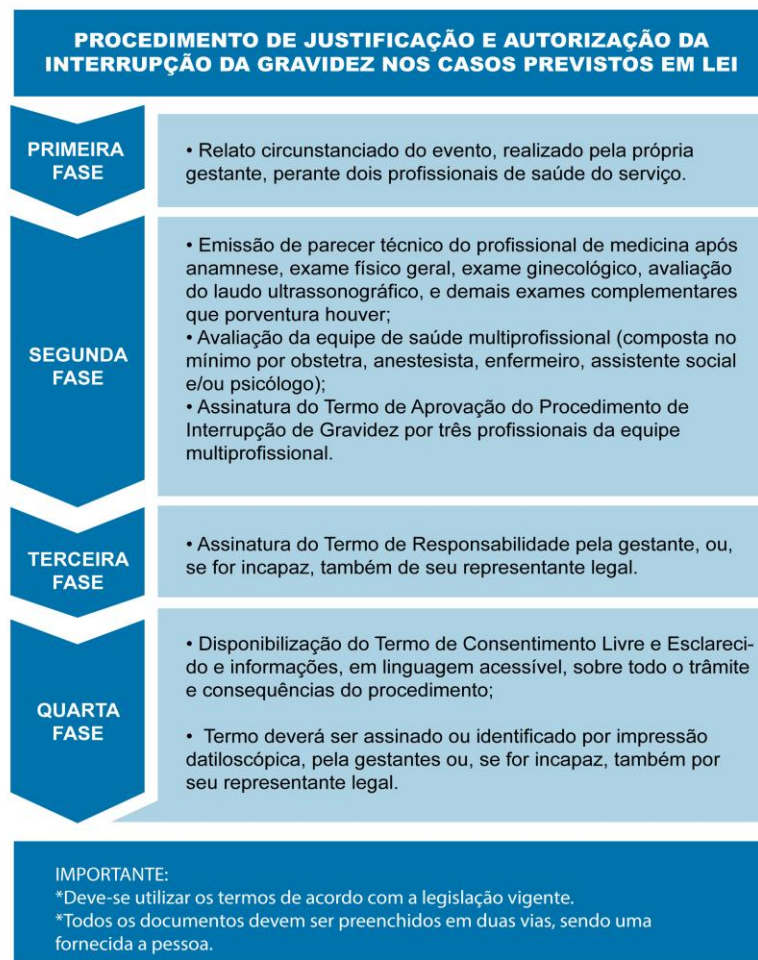 PROCEDIMENTO DE JUSTIFICAÇÃO E AUTORIZAÇÃO DA
INTERRUPÇÃO DA GRAVIDEZ NOS CASOS PREVISTOS EM LEI
PRIMEIRA
FASE
• Relato circunstanciado do evento, realizado pela própria
gestante, perante dois profissionais de saúde do serviço.
SEGUNDA
FASE
• Emissão de parecer técnico do profissional de medicina após
anamnese, exame físico geral, exame ginecológico, avaliação
do laudo ultrassonográfico, e demais exames complementares
que porventura houver;
• Avaliação da equipe de saúde multiprofissional (composta no
mínimo por obstetra, anestesista, enfermeiro, assistente social
e/ou psicólogo);
• Assinatura do Termo de Aprovação do Procedimento de
Interrupção de Gravidez por três profissionais da equipe
multiprofissional.
TERCEIRA
FASE
• Assinatura do Termo de Responsabilidade pela gestante, ou,
se for incapaz, também de seu representante legal.
QUARTA
FASE
• Disponibilização do Termo de Consentimento Livre e Esclareci-
do e informações, em linguagem acessível, sobre todo o trâmite
e consequências do procedimento;
• Termo deverá ser assinado ou identificado por impressão
datiloscópica, pela gestantes ou, se for incapaz, também por
seu representante legal.
IMPORTANTE:
*Deve-se utilizar os termos de acordo com a legislação vigente.
*Todos os documentos devem ser preenchidos em duas vias, sendo uma
fornecida a pessoa.